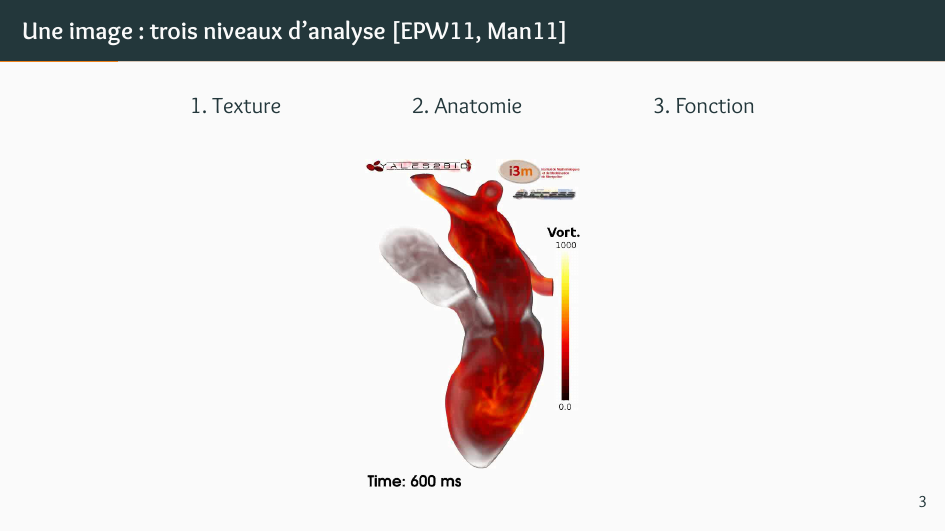 Une image : trois niveaux d’analyse [EPW11, Man11]
1. Texture
2. Anatomie
3. Fonction
YALES2BIO
i3m
Vort.
1000
0.0
Time: 600 ms
3